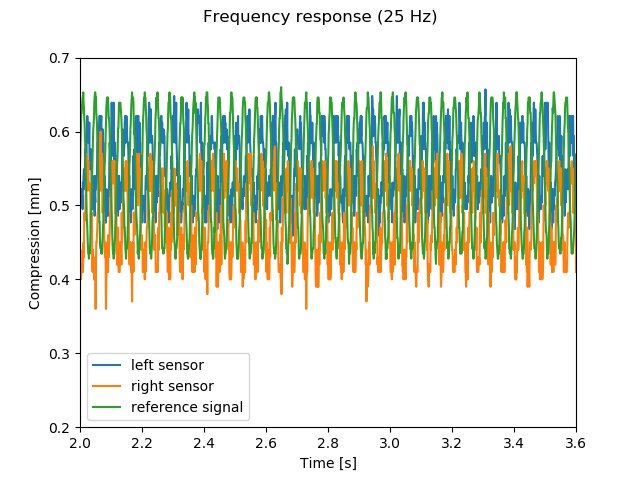 Frequency response (25 Hz)
0.7
0.6
0.5
0.4
0.3
0.2
Compression [mm]
left sensor
right sensor
reference signal
2.0 2.2 2.4 2.6 2.8 3.0 3.2 3.4 3.6
Time [s]